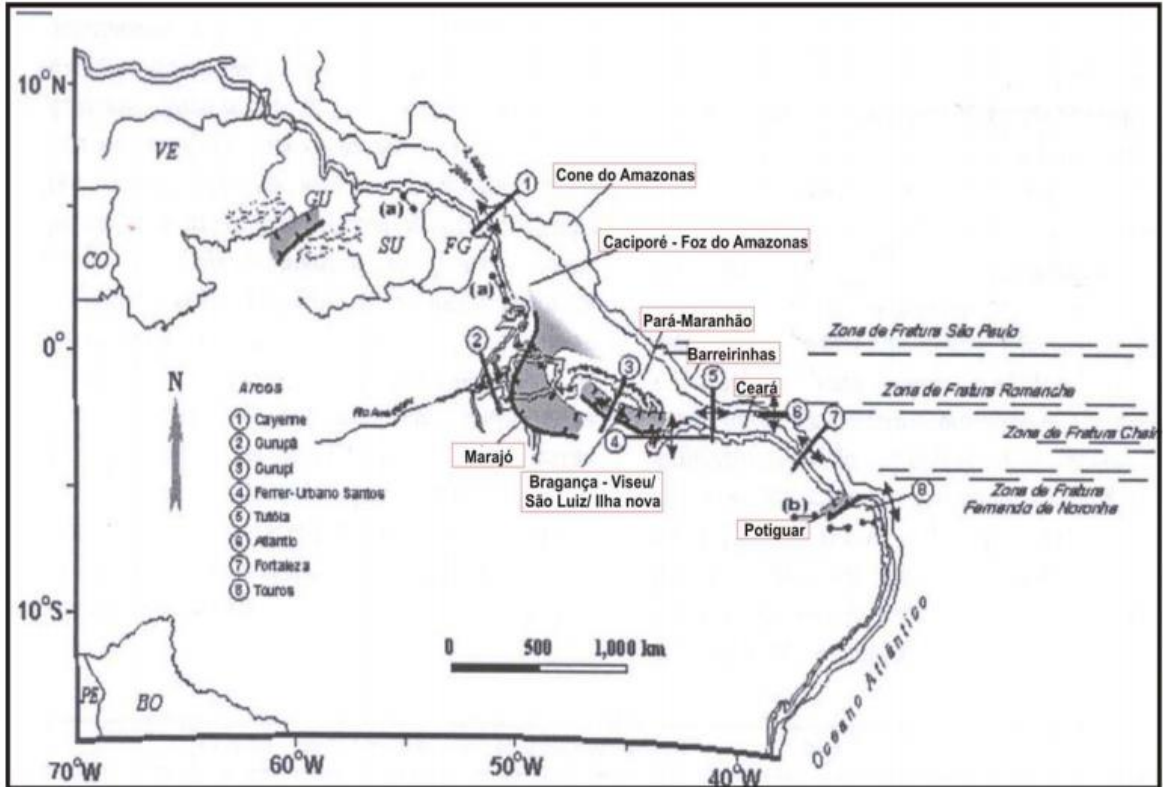 10°N
VE
GU
(a)
SU
FG
CO
(a)
1
Cone do Amazonas
Caciporé - Foz do Amazonas
Pará-Maranhão
Zona de Fratura São Paulo
0°
Barreirinhas
2
3
5
Ceará
Zona de Fratura Romanche
N
6
7
Zona de Fratura Chain
4
Marajó
Bragança - Viseu/
São Luiz/ Ilha nova
8
Zona de Fratura
Fernando de Noronha
(b)
Potiguar
Arcos
1 Cayenne
2 Gurupá
3 Gurupi
4 Ferrer-Urbano Santos
5 Tutóia
6 Atlantico
7 Fortaleza
8 Touros
10°S
0 500 1,000 km
Oceano Atlântico
PE
BO
70°W
60°W
50°W
40°W